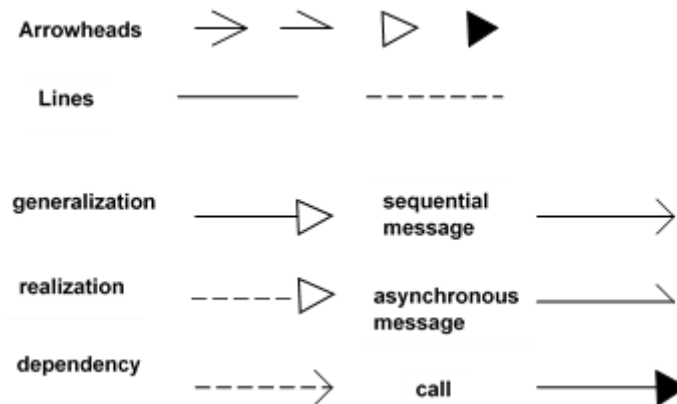 Arrowheads
Lines
generalization
sequential
message
realization
asynchronous
message
dependency
call